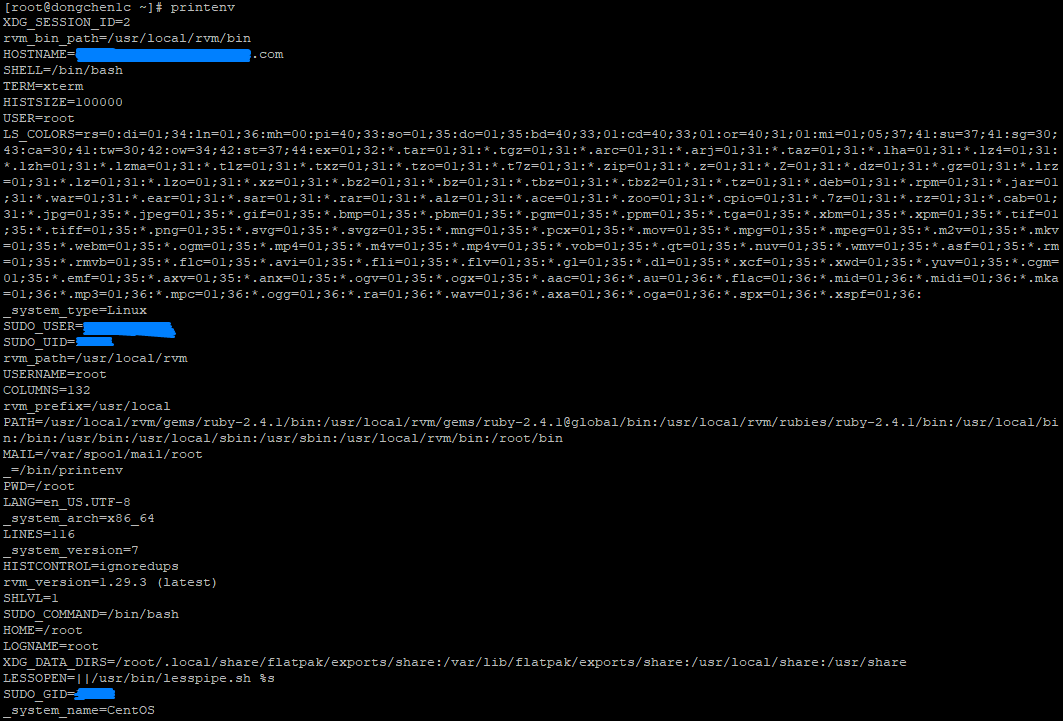 [root@dongchen1c ~]# printenv
XDG_SESSION_ID=2
rvm_bin_path=/usr/local/rvm/bin
HOSTNAME= .com
SHELL=/bin/bash
TERM=xterm
HISTSIZE=100000
USER=root
LS_COLORS=rs=0:di=01;34:ln=01;36:mh=00:pi=40;33:so=01;35:do=01;35:bd=40;33;01:cd=40;33;01:or=40;31;01:mi=01;05;37;41:su=37;41:sg=30;
43:ca=30;41:tw=30;42:ow=34;42:st=37;44:ex=01;32:*.tar=01;31:*.tgz=01;31:*.arc=01;31:*.arj=01;31:*.taz=01;31:*.lha=01;31:*.lz4=01;31:
*.lzh=01;31:*.lzma=01;31:*.tlz=01;31:*.txz=01;31:*.tzo=01;31:*.t7z=01;31:*.zip=01;31:*.z=01;31:*.Z=01;31:*.dz=01;31:*.gz=01;31:*.lrz
=01;31:*.lz=01;31:*.lzo=01;31:*.xz=01;31:*.bz2=01;31:*.bz=01;31:*.tbz=01;31:*.tbz2=01;31:*.tz=01;31:*.deb=01;31:*.rpm=01;31:*.jar=01
;31:*.war=01;31:*.ear=01;31:*.sar=01;31:*.rar=01;31:*.alz=01;31:*.ace=01;31:*.zoo=01;31:*.cpio=01;31:*.7z=01;31:*.rz=01;31:*.cab=01;
31:*.jpg=01;35:*.jpeg=01;35:*.gif=01;35:*.bmp=01;35:*.pbm=01;35:*.pgm=01;35:*.ppm=01;35:*.tga=01;35:*.xbm=01;35:*.xpm=01;35:*.tif=01
;35:*.tiff=01;35:*.png=01;35:*.svg=01;35:*.svgz=01;35:*.mng=01;35:*.pcx=01;35:*.mov=01;35:*.mpg=01;35:*.mpeg=01;35:*.m2v=01;35:*.mkv
=01;35:*.webm=01;35:*.ogm=01;35:*.mp4=01;35:*.m4v=01;35:*.mp4v=01;35:*.vob=01;35:*.qt=01;35:*.nuv=01;35:*.wmv=01;35:*.asf=01;35:*.rm
=01;35:*.rmvb=01;35:*.flc=01;35:*.avi=01;35:*.fli=01;35:*.flv=01;35:*.gl=01;35:*.dl=01;35:*.xcf=01;35:*.xwd=01;35:*.yuv=01;35:*.cgm=
01;35:*.emf=01;35:*.axv=01;35:*.anx=01;35:*.ogv=01;35:*.ogx=01;35:*.aac=01;36:*.au=01;36:*.flac=01;36:*.mid=01;36:*.midi=01;36:*.mka
=01;36:*.mp3=01;36:*.mpc=01;36:*.ogg=01;36:*.ra=01;36:*.wav=01;36:*.axa=01;36:*.oga=01;36:*.spx=01;36:*.xspf=01;36:
_system_type=Linux
SUDO_USER=
SUDO_UID=
rvm_path=/usr/local/rvm
USERNAME=root
COLUMNS=132
rvm_prefix=/usr/local
PATH=/usr/local/rvm/gems/ruby-2.4.1/bin:/usr/local/rvm/gems/ruby-2.4.1@global/bin:/usr/local/rvm/rubies/ruby-2.4.1/bin:/usr/local/bi
n:/bin:/usr/bin:/usr/local/sbin:/usr/sbin:/usr/local/rvm/bin:/root/bin
MAIL=/var/spool/mail/root
_=/bin/printenv
PWD=/root
LANG=en_US.UTF-8
_system_arch=x86_64
LINES=116
_system_version=7
HISTCONTROL=ignoredups
rvm_version=1.29.3 (latest)
SHLVL=1
SUDO_COMMAND=/bin/bash
HOME=/root
LOGNAME=root
XDG_DATA_DIRS=/root/.local/share/flatpak/exports/share:/var/lib/flatpak/exports/share:/usr/local/share:/usr/share
LESSOPEN=||/usr/bin/lesspipe.sh %s
SUDO_GID=
_system_name=CentOS